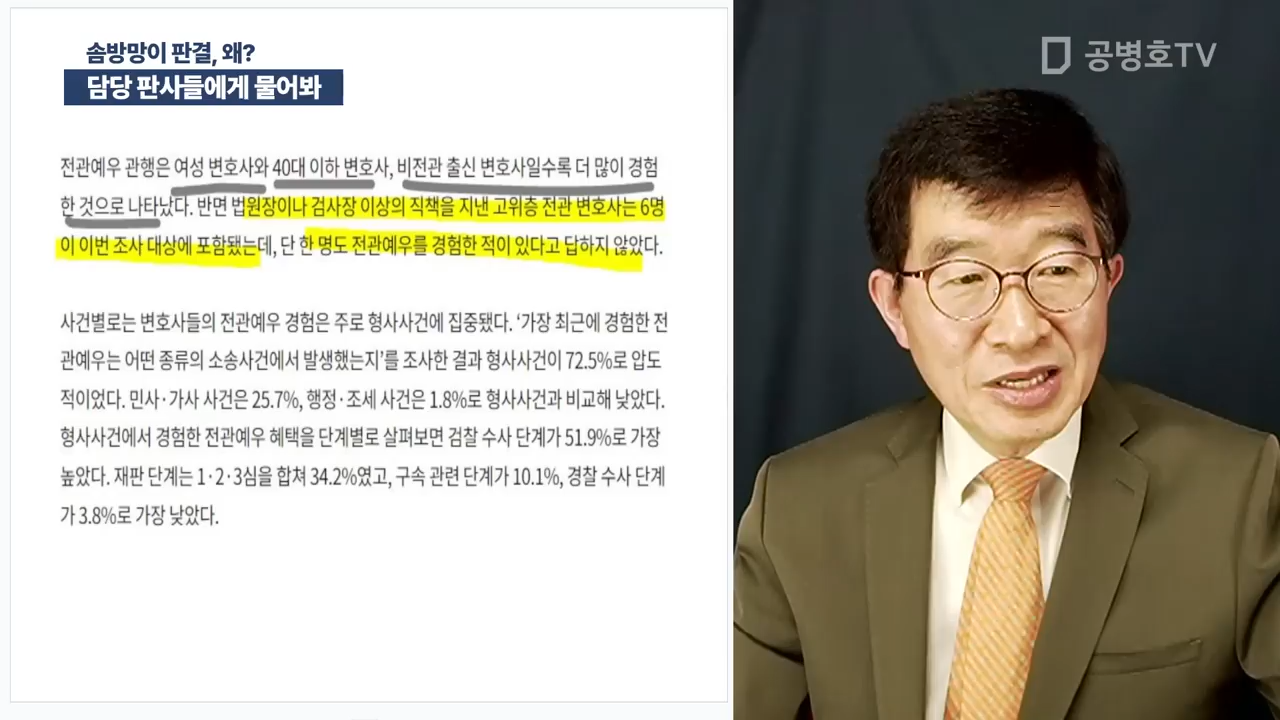 솜방망이 판결, 왜?
담당 판사들에게 물어봐
공병호TV
전관예우 관행은 여성 변호사와 40대 이하 변호사, 비전관 출신 변호사일수록 더 많이 경험
한 것으로 나타났다. 반면 법원장이나 검사장 이상의 직책을 지낸 고위층 전관 변호사는 6명
이 이번 조사 대상에 포함됐는데, 단 한 명도 전관예우를 경험한 적이 있다고 답하지 않았다.
사건별로는 변호사들의 전관예우 경험은 주로 형사사건에 집중됐다. ‘가장 최근에 경험한 전
관예우는 어떤 종류의 소송사건에서 발생했는지’를 조사한 결과 형사사건이 72.5%로 압도
적이었다. 민사·가사 사건은 25.7%, 행정·조세 사건은 1.8%로 형사사건과 비교해 낮았다.
형사사건에서 경험한 전관예우 혜택을 단계별로 살펴보면 검찰 수사 단계가 51.9%로 가장
높았다. 재판 단계는 1·2·3심을 합쳐 34.2%였고, 구속 관련 단계가 10.1%, 경찰 수사 단계
가 3.8%로 가장 낮았다.